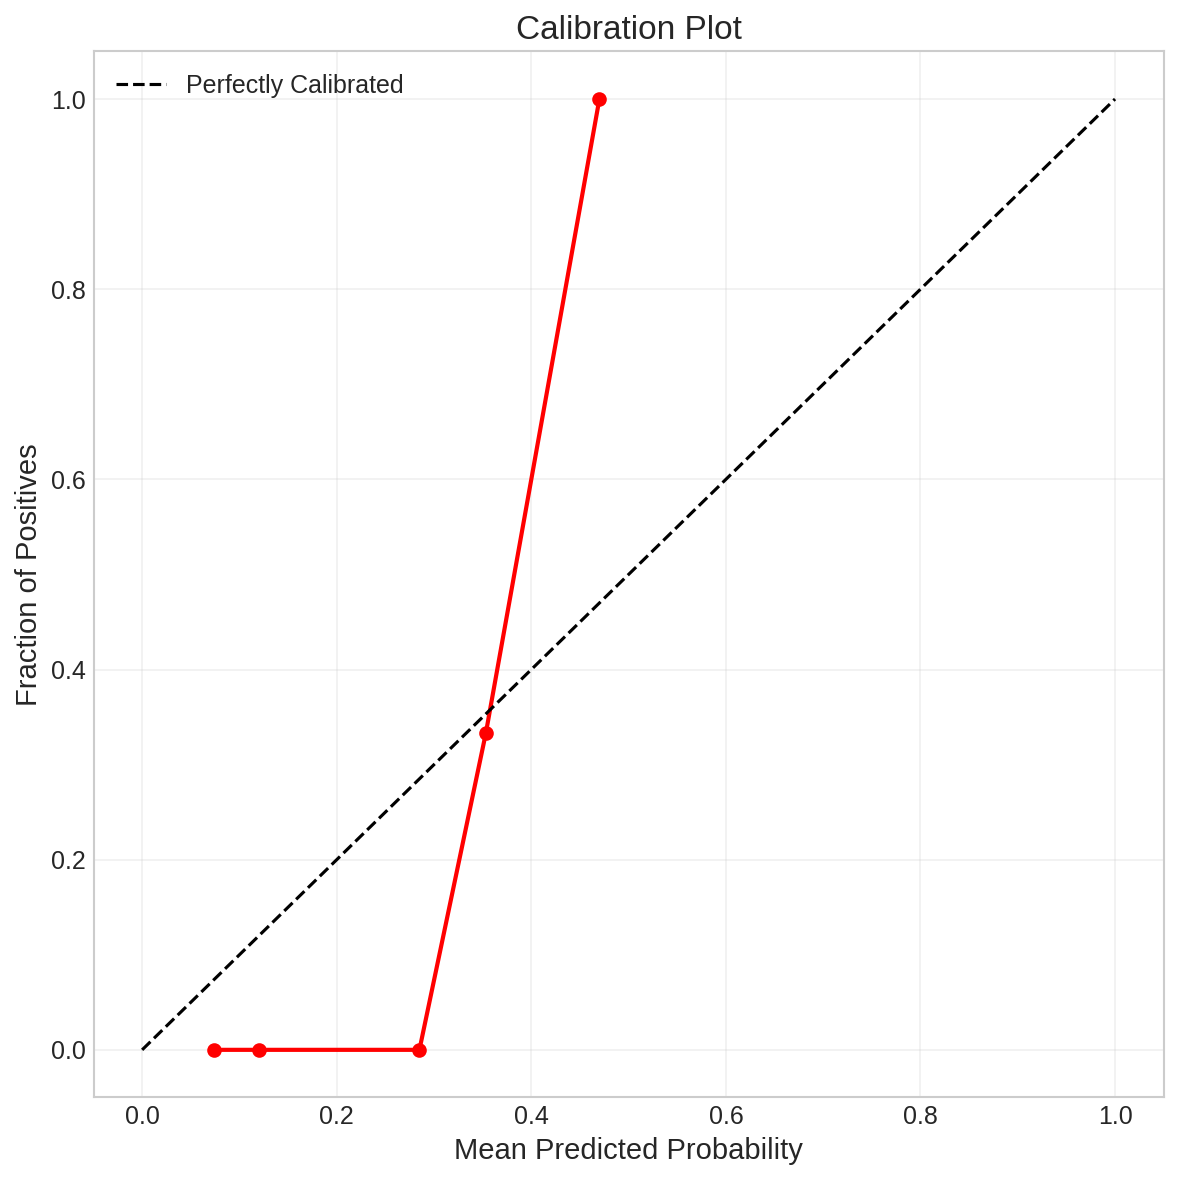 Calibration Plot
Perfectly Calibrated
1.0
0.8
0.6
0.4
0.2
0.0
Fraction of Positives
0.0 0.2 0.4 0.6 0.8 1.0
Mean Predicted Probability